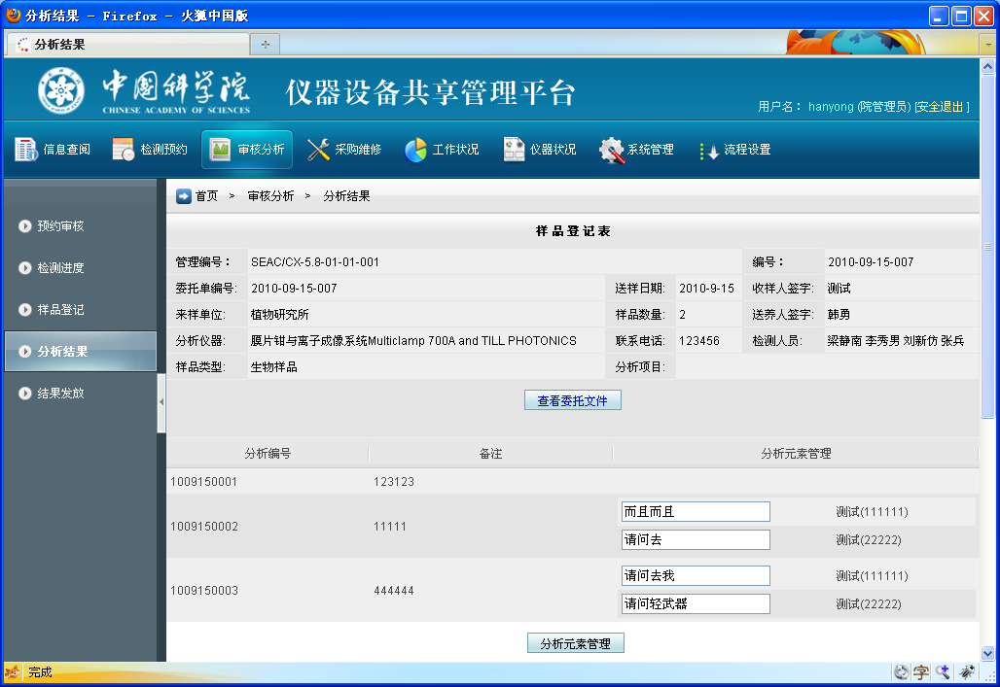 分析结果 - Firefox - 火狐中国版
分析结果
中国科学院
CHINESE ACADEMY OF SCIENCES
仪器设备共享管理平台
用户名： hanyong (院管理员) [安全退出 ]
信息查阅 检测预约 审核分析 采购维修 工作状况 仪器状况 系统管理 流程设置
预约审核
检测进度
样品登记
分析结果
结果发放
首页 > 审核分析 > 分析结果
样品登记表
管理编号： SEAC/CX-5.8-01-01-001 编号： 2010-09-15-007
委托单编号: 2010-09-15-007 送样日期: 2010-9-15 收样人签字: 测试
来样单位: 植物研究所 样品数量: 2 送养人签字: 韩勇
分析仪器: 膜片钳与离子成像系统Multiclamp 700A and TILL PHOTONICS 联系电话: 123456 检测人员: 梁静南 李秀男 刘新仿 张兵
样品类型: 生物样品 分析项目:
查看委托文件
分析编号 备注 分析元素管理
1009150001 123123
1009150002 11111
而且而且 测试(111111)
请问去 测试(22222)
1009150003 444444
请问去我 测试(111111)
请问轻武器 测试(22222)
分析元素管理
完成
字